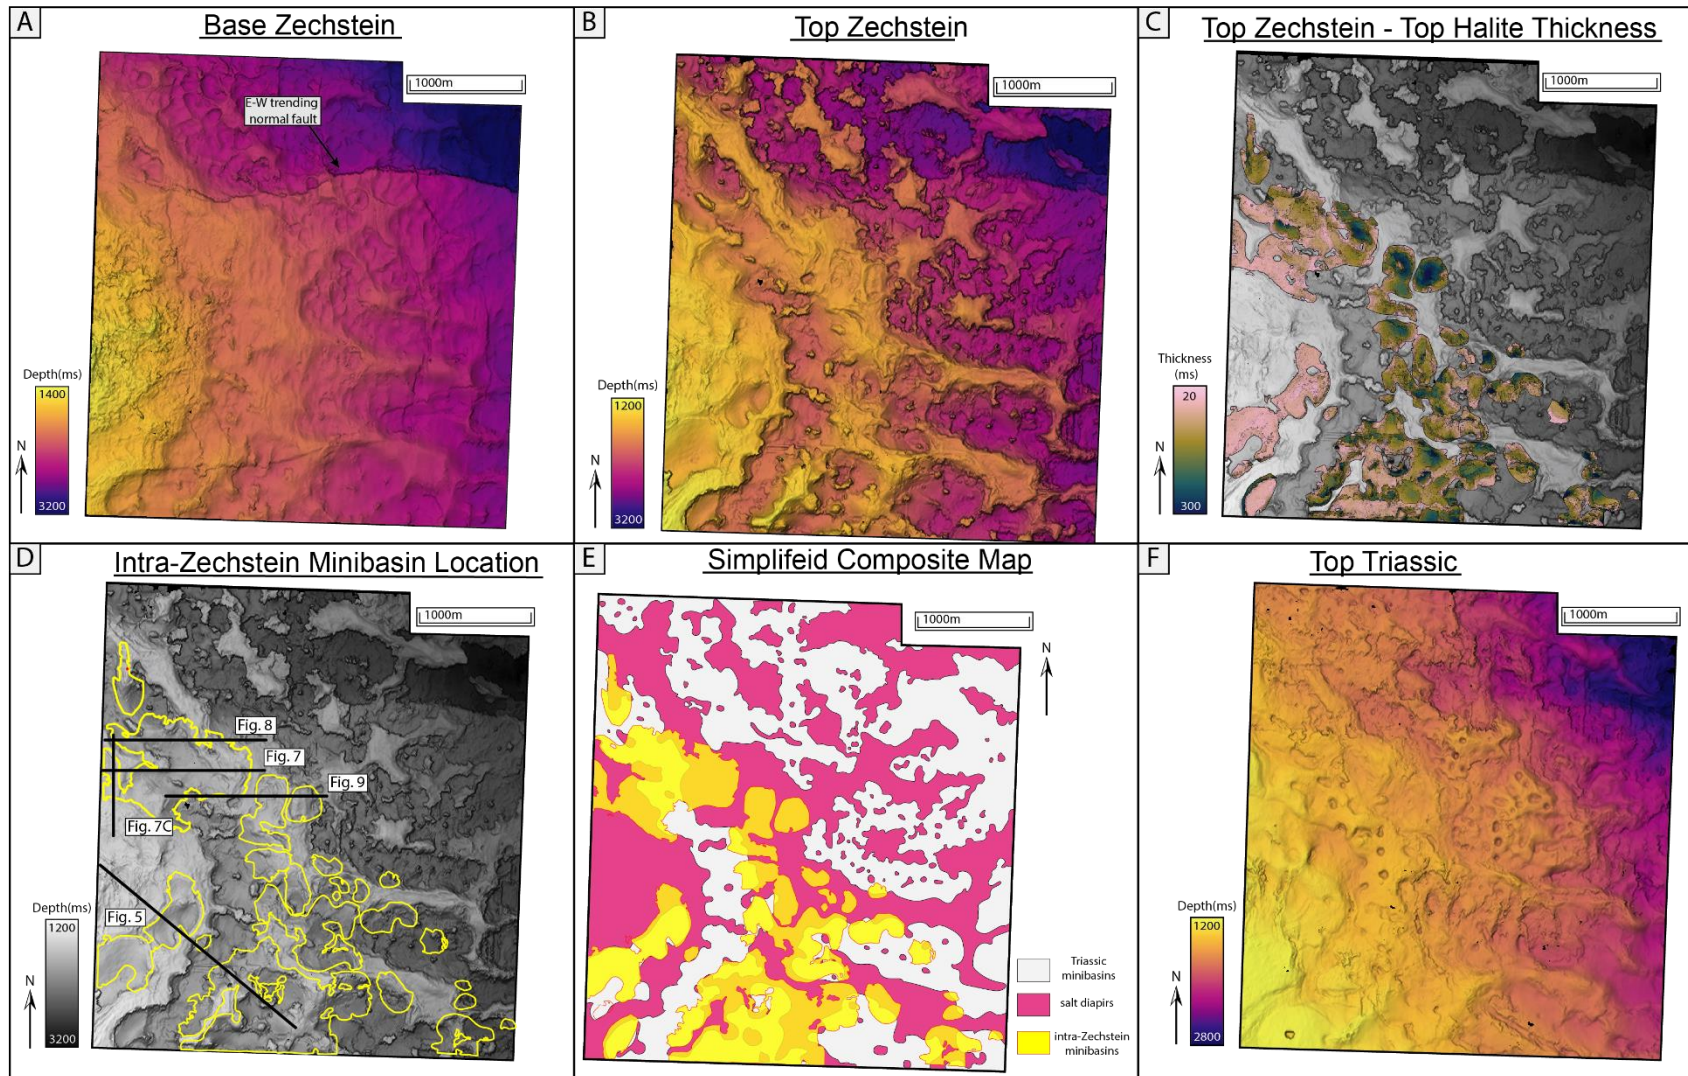 A
Base Zechstein
1000m
E-W trending
normal fault
Depth(ms)
1400
3200
N
B
Top Zechstein
1000m
Depth(ms)
1200
3200
N
C
Top Zechstein - Top Halite Thickness
1000m
Thickness
(ms)
20
300
N
D
Intra-Zechstein Minibasin Location
1000m
Fig. 8
Fig. 7
Fig. 9
Fig. 7C
Fig. 5
Depth(ms)
1200
3200
N
E
Simplifeid Composite Map
1000m
N
Triassic
minibasins
salt diapirs
intra-Zechstein
minibasins
F
Top Triassic
1000m
Depth(ms)
1200
2800
N